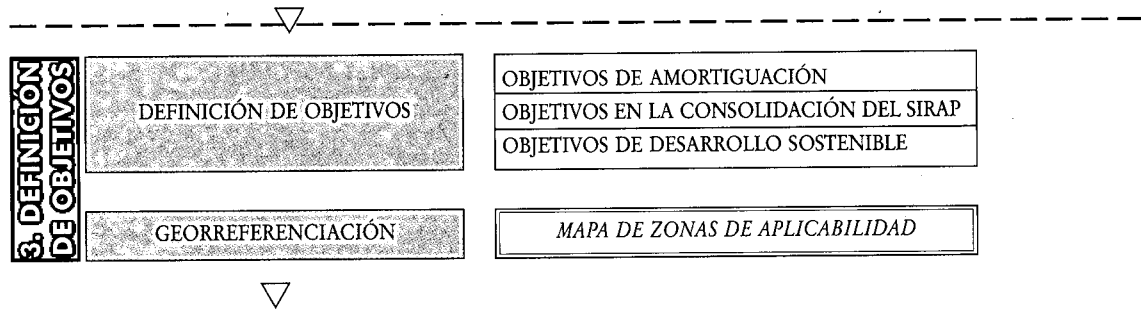 3. DEFINICIÓN
DE OBJETIVOS
DEFINICIÓN DE OBJETIVOS
OBJETIVOS DE AMORTIGUACIÓN
OBJETIVOS EN LA CONSOLIDACIÓN DEL SIRAP
OBJETIVOS DE DESARROLLO SOSTENIBLE
GEORREFERENCIACIÓN
MAPA DE ZONAS DE APLICABILIDAD